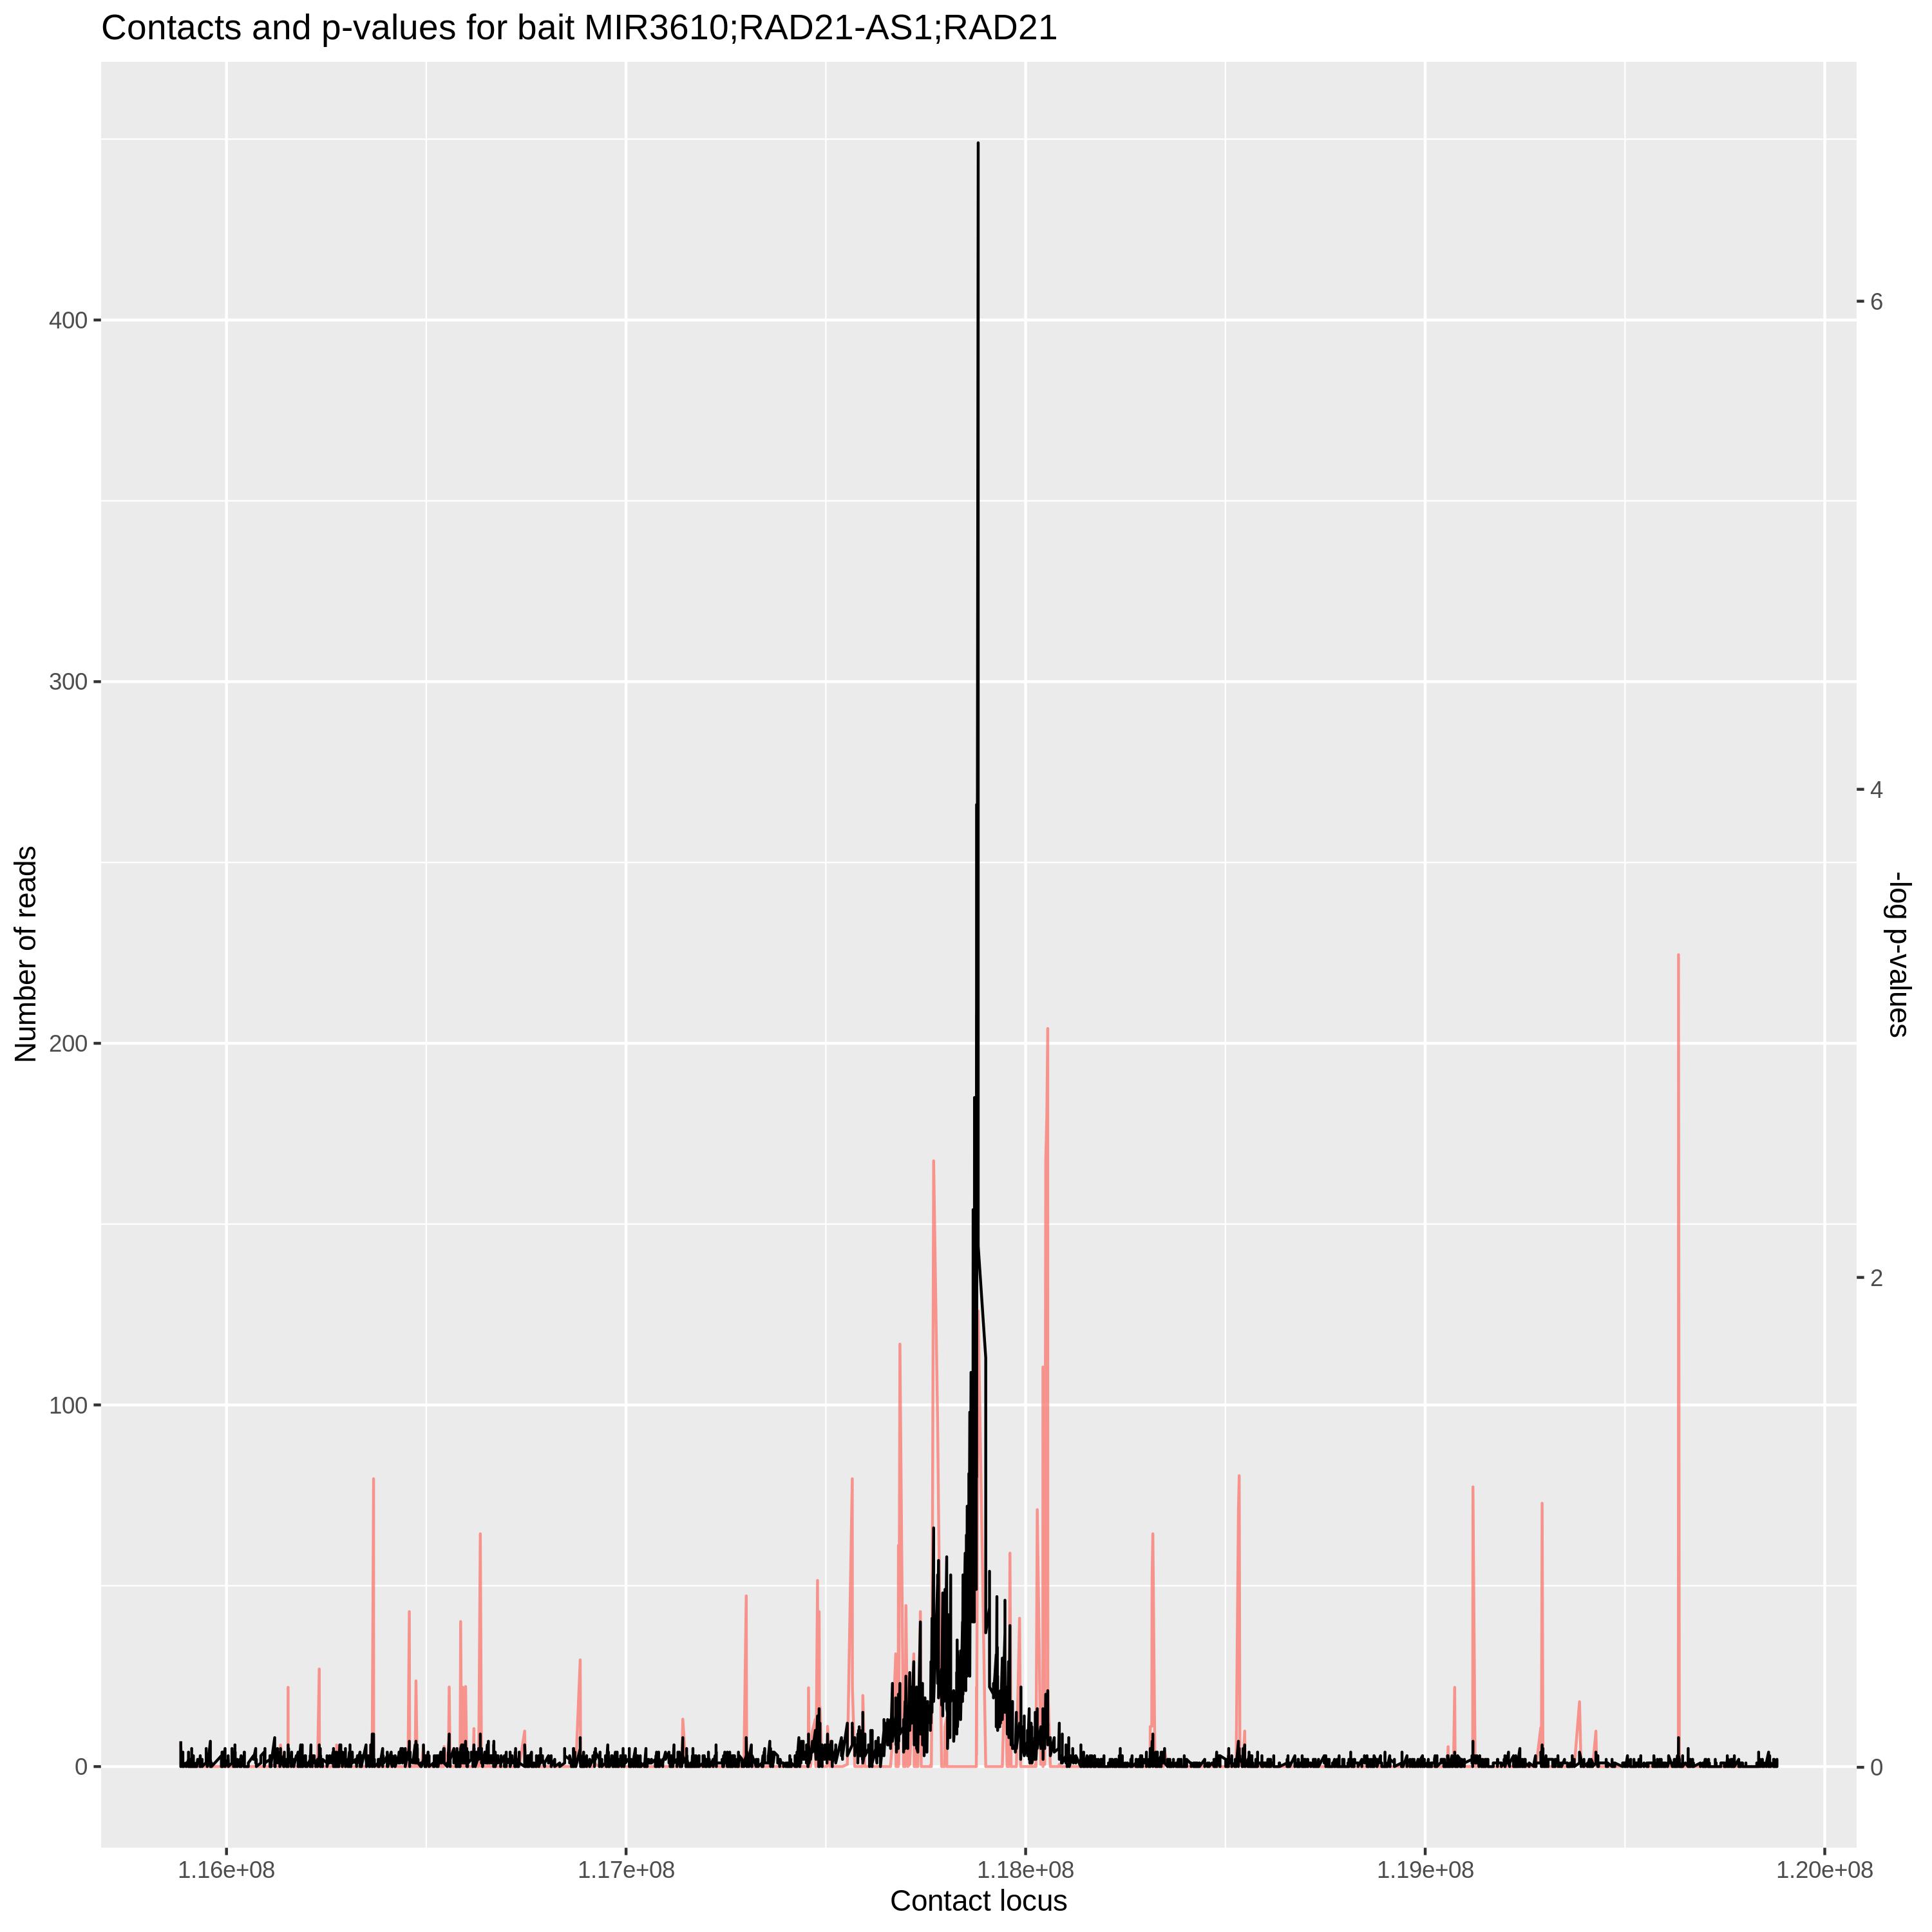 Contacts and p-values for bait MIR3610;RAD21-AS1;RAD21
Number of reads
400
300
200
100
0
6
4
2
0
-log p-values
1.16e+08
1.17e+08
1.18e+08
1.19e+08
1.20e+08
Contact locus